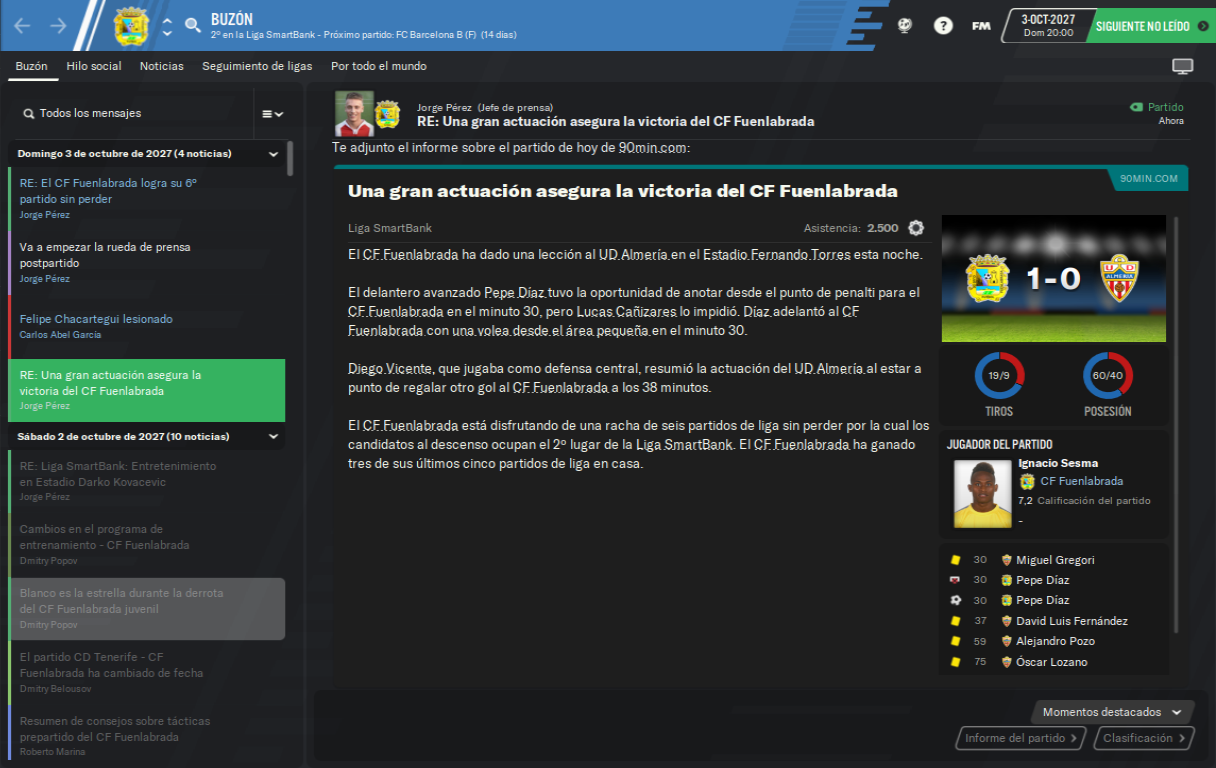 BUZÓN
2º en la Liga SmartBank - Próximo partido: FC Barcelona B (F) (14 días)
?
FM
3-OCT-2027
Dom 20:00
SIGUIENTE NO LEÍDO
Buzón Hilo social Noticias Seguimiento de ligas Por todo el mundo
Todos los mensajes
Domingo 3 de octubre de 2027 (4 noticias)
RE: El CF Fuenlabrada logra su 6º
partido sin perder
Jorge Pérez
Va a empezar la rueda de prensa
postpartido
Jorge Pérez
Felipe Chacartegui lesionado
Carlos Abel García
RE: Una gran actuación asegura la
victoria del CF Fuenlabrada
Jorge Pérez
Sábado 2 de octubre de 2027 (10 noticias)
RE: Liga SmartBank: Entretenimiento
en Estadio Darko Kovacevic
Jorge Pérez
Cambios en el programa de
entrenamiento - CF Fuenlabrada
Dmitry Popov
Blanco es la estrella durante la derrota
del CF Fuenlabrada juvenil
Dmitry Popov
El partido CD Tenerife - CF
Fuenlabrada ha cambiado de fecha
Dmitry Belousov
Resumen de consejos sobre tácticas
prepartido del CF Fuenlabrada
Roberto Marina
Jorge Pérez (Jefe de prensa)
RE: Una gran actuación asegura la victoria del CF Fuenlabrada
Partido
Ahora
Te adjunto el informe sobre el partido de hoy de 90min.com:
90MIN.COM
Una gran actuación asegura la victoria del CF Fuenlabrada
Liga SmartBank
Asistencia: 2.500
El CF Fuenlabrada ha dado una lección al UD Almería en el Estadio Fernando Torres esta noche.
El delantero avanzado Pepe Díaz tuvo la oportunidad de anotar desde el punto de penalti para el
CF Fuenlabrada en el minuto 30, pero Lucas Cañizares lo impidió. Díaz adelantó al CF
Fuenlabrada con una volea desde el área pequeña en el minuto 30.
Diego Vicente, que jugaba como defensa central, resumió la actuación del UD Almería al estar a
punto de regalar otro gol al CF Fuenlabrada a los 38 minutos.
El CF Fuenlabrada está disfrutando de una racha de seis partidos de liga sin perder por la cual los
candidatos al descenso ocupan el 2º lugar de la Liga SmartBank. El CF Fuenlabrada ha ganado
tres de sus últimos cinco partidos de liga en casa.
1-0
ALMERIA
19/9
60/40
TIROS
POSESIÓN
JUGADOR DEL PARTIDO
Ignacio Sesma
CF Fuenlabrada
7,2 Calificación del partido
-
30 Miguel Gregori
30 Pepe Díaz
30 Pepe Díaz
37 David Luis Fernández
59 Alejandro Pozo
75 Óscar Lozano
Momentos destacados
Informe del partido
Clasificación